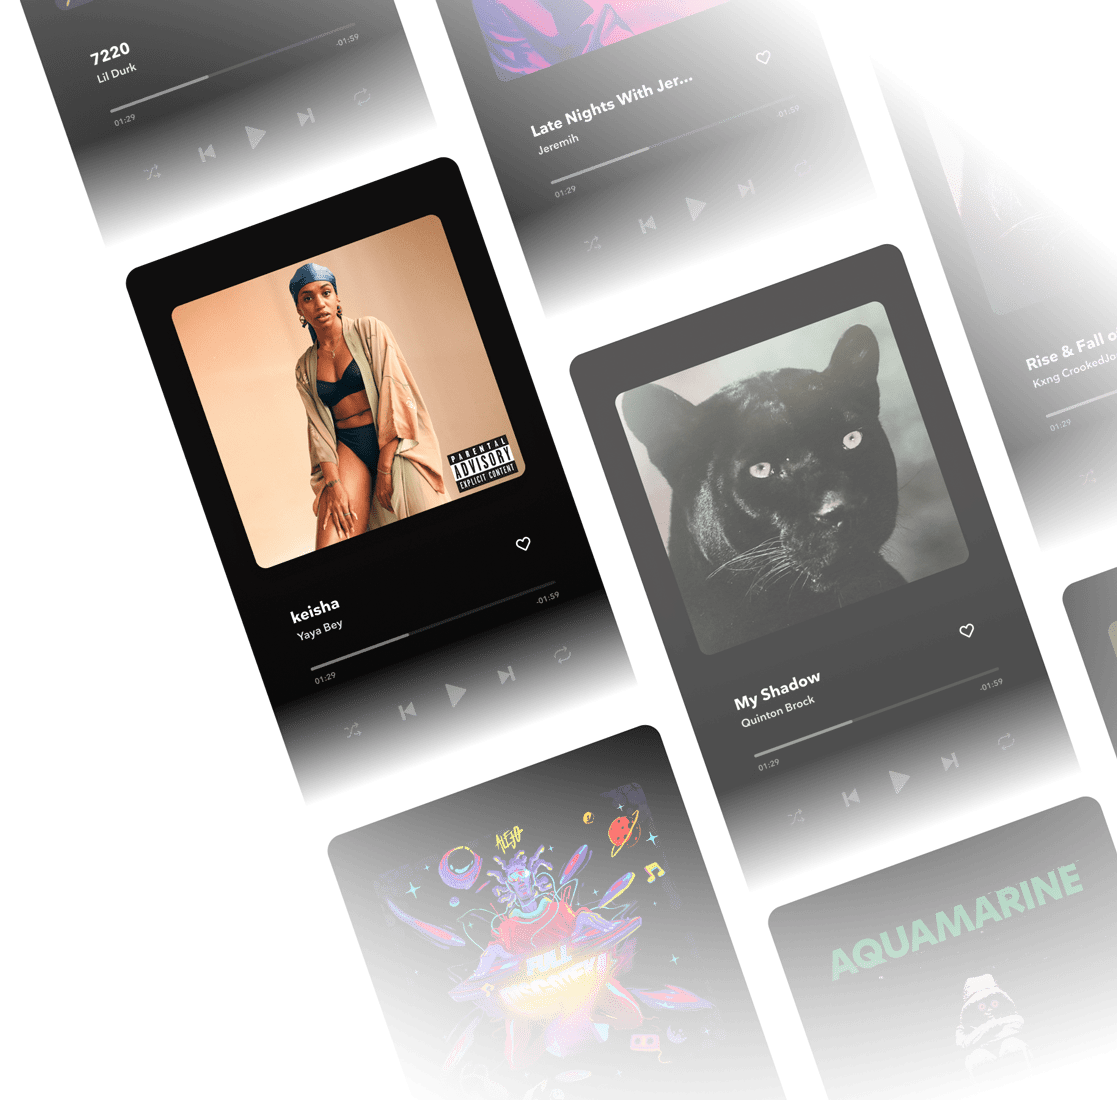 7220
Lil Durk
01:29
-01:59
Late Nights With Jer...
Jeremih
01:29
-01:59
PARENTAL
ADVISORY
EXPLICIT CONTENT
keisha
Yaya Bey
01:29
-01:59
My Shadow
Quinton Brock
01:29
-01:59
Rise & Fall o
Kxng CrookedJo
01:29
ALEJO
AQUAMARINE